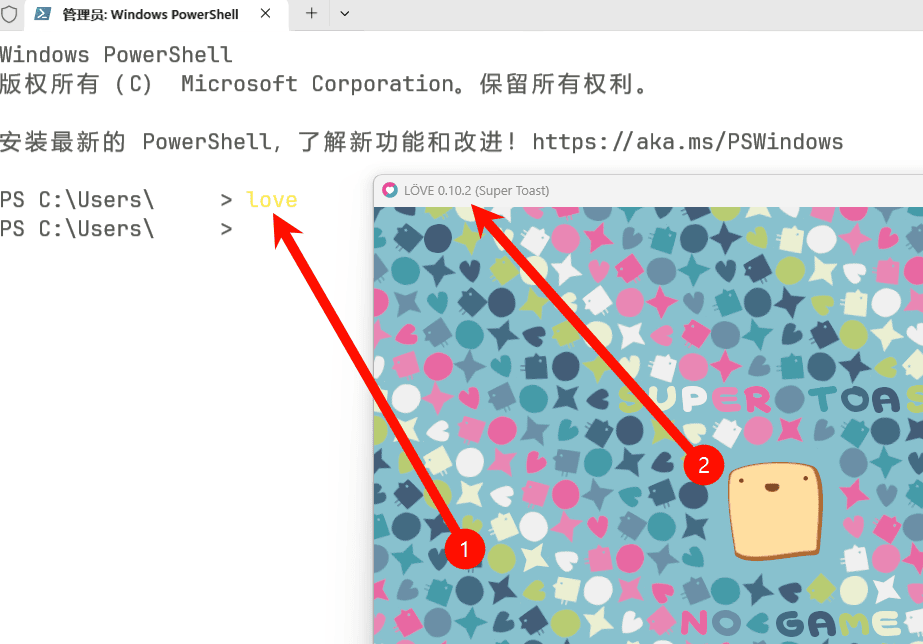 管理员: Windows PowerShell
Windows PowerShell
版权所有 (C)  Microsoft Corporation。保留所有权利。
安装最新的 PowerShell，了解新功能和改进！https://aka.ms/PSWindows
PS C:\Users\      > love
PS C:\Users\      >
LÖVE 0.10.2 (Super Toast)
SUPER TOAS
NO GAME
1
2